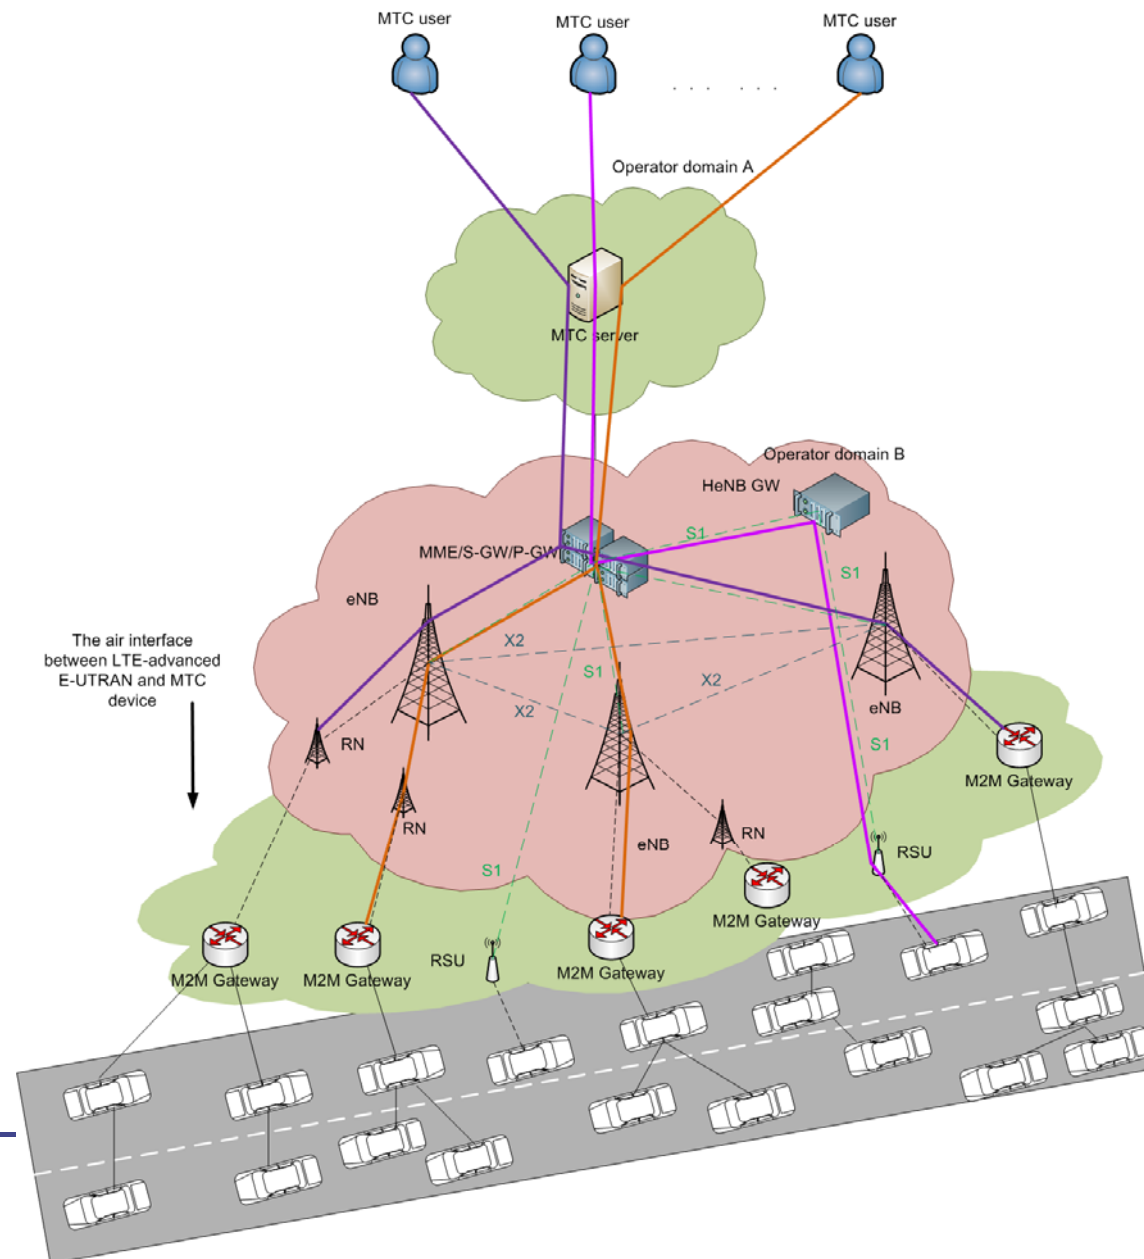 MTC user
MTC user
MTC user
. . .   . . .
Operator domain A
MTC server
Operator domain B
HeNB GW
S1
MME/S-GW/P-GW
S1
eNB
The air interface
between LTE-advanced
E-UTRAN and MTC
device
X2
S1
X2
eNB
X2
RN
S1
M2M Gateway
RN
RN
eNB
RSU
S1
M2M Gateway
RSU
M2M Gateway
M2M Gateway
M2M Gateway